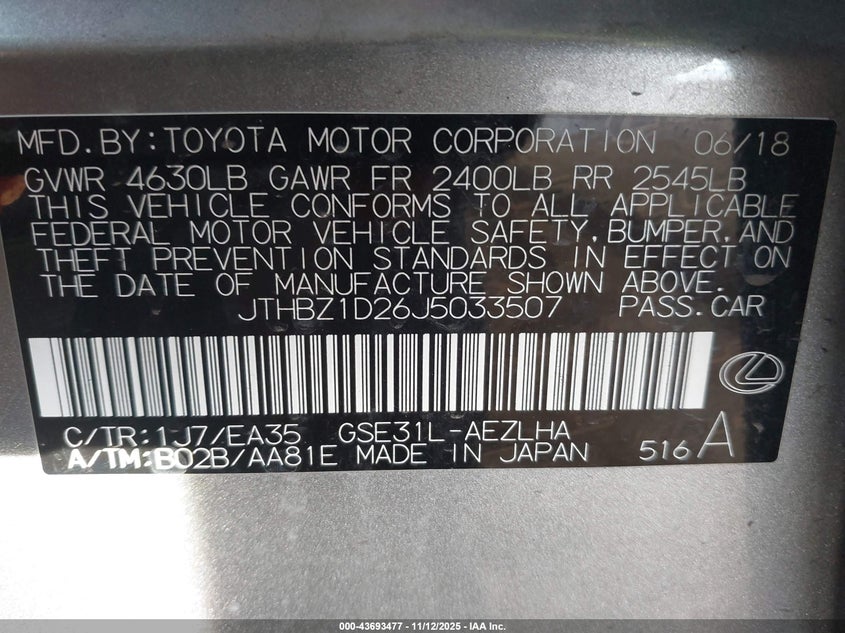 MFD.BY:TOYOTA MOTOR CORPORATION 06/18
GVWR 4630LB GAWR FR 2400LB RR 2545LB
THIS VEHICLE CONFORMS TO ALL APPLICABLE
FEDERAL MOTOR VEHICLE SAFETY,BUMPER,AND
THEFT PREVENTION STANDARDS IN EFFECT ON
THE DATE OF MANUFACTURE SHOWN ABOVE.
JTHBZ1D26J5033507 PASS.CAR
C/TR:1J7/EA35 GSE31L-AEZLHA
A/TM:B02B/AA81E MADE IN JAPAN 516 A
000-43693477 - 11/12/2025 - IAA Inc.